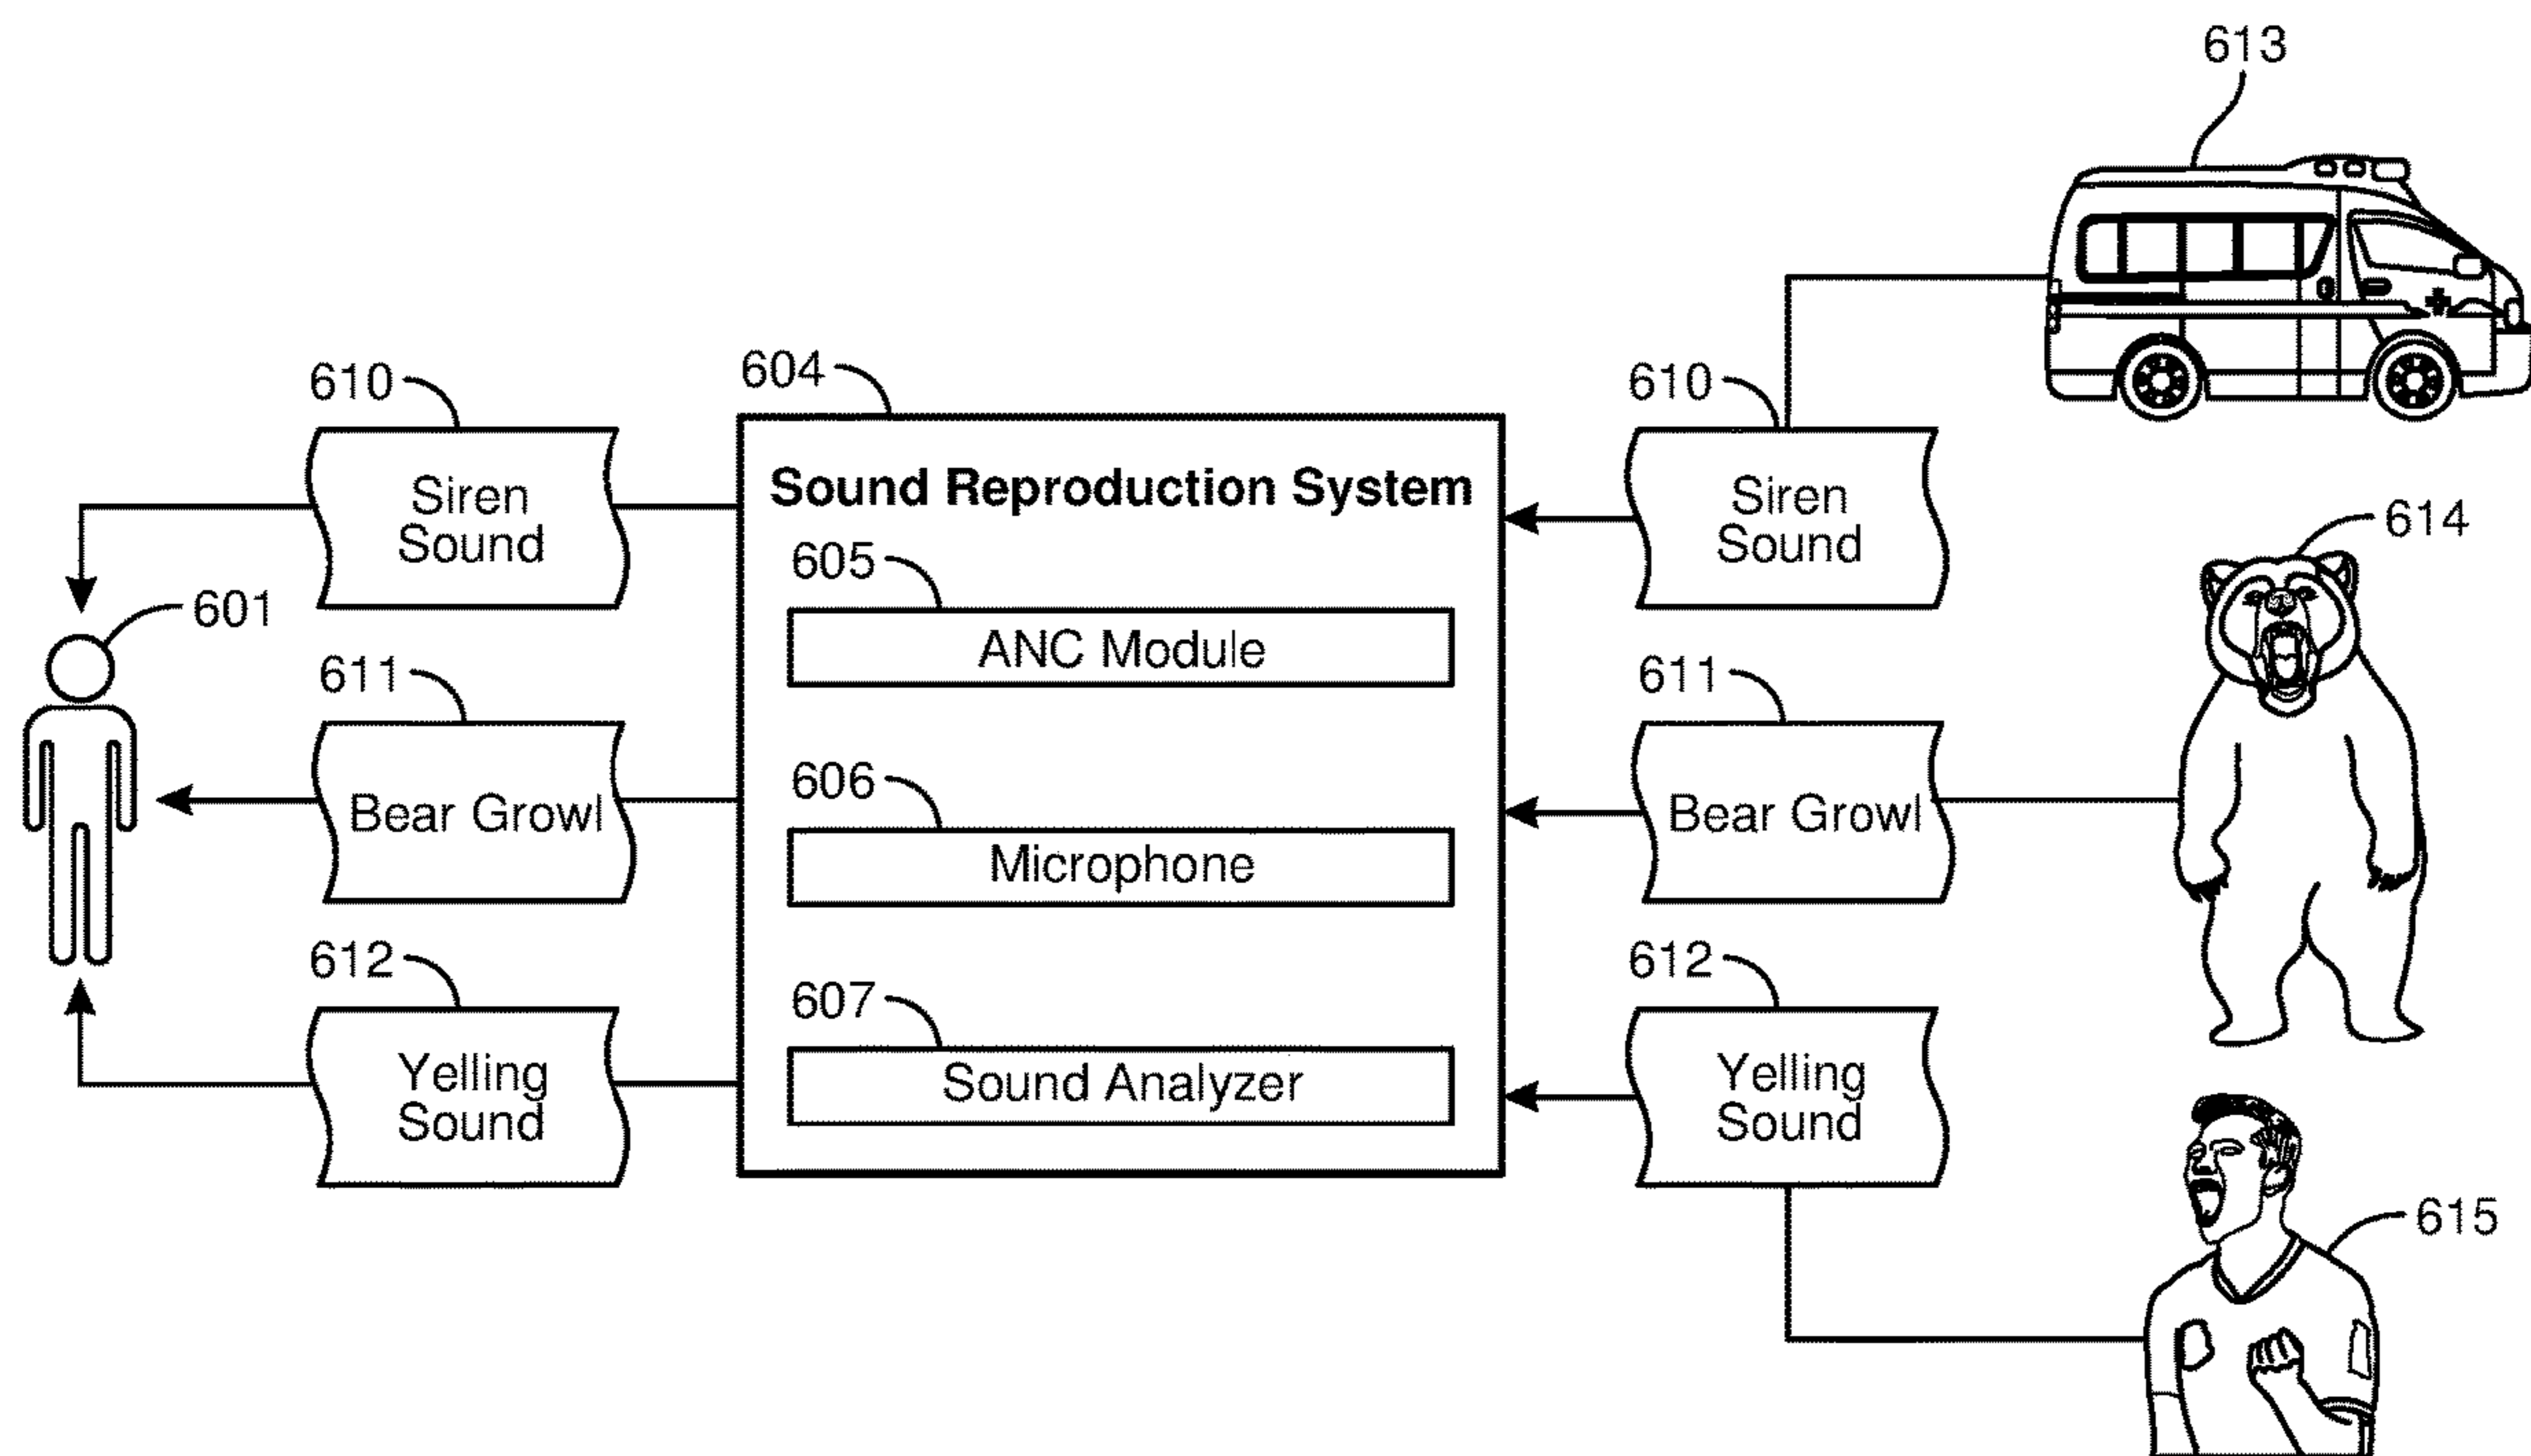 613
610
604
610
Siren
Sound
Sound Reproduction System
Siren
Sound
614
601
605
ANC Module
611
611
Bear Growl
606
Microphone
Bear Growl
612
612
Yelling
Sound
607
Sound Analyzer
Yelling
Sound
615